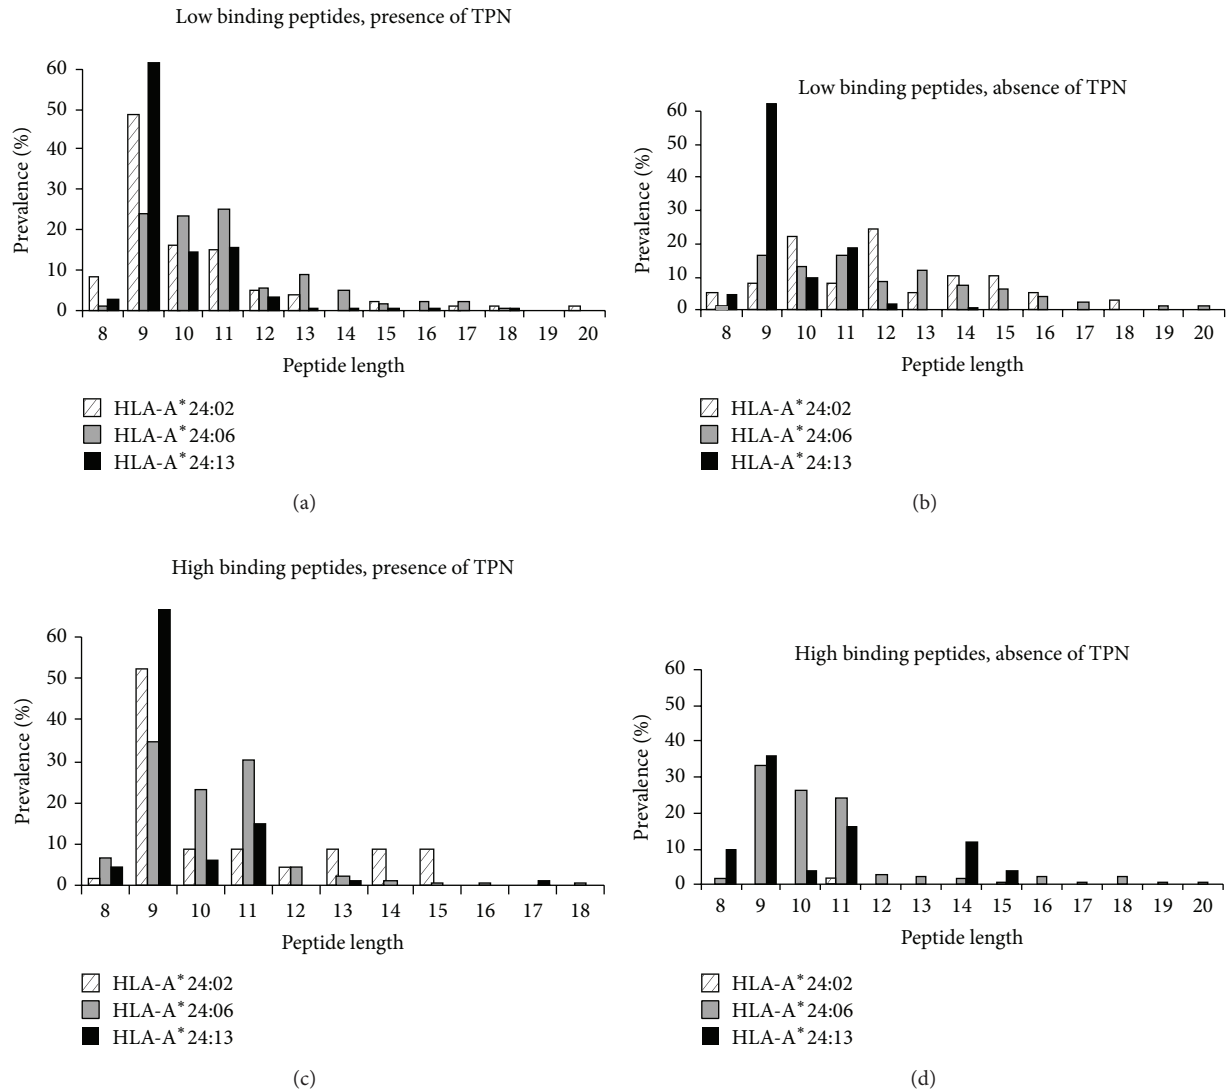 Low binding peptides, presence of TPN
60
50
40
30
20
10
0
Prevalence (%)
8 9 10 11 12 13 14 15 16 17 18 19 20
Peptide length
HLA-A*24:02
HLA-A*24:06
HLA-A*24:13
(a)
Low binding peptides, absence of TPN
60
50
40
30
20
10
0
Prevalence (%)
8 9 10 11 12 13 14 15 16 17 18 19 20
Peptide length
HLA-A*24:02
HLA-A*24:06
HLA-A*24:13
(b)
High binding peptides, presence of TPN
60
50
40
30
20
10
0
Prevalence (%)
8 9 10 11 12 13 14 15 16 17 18
Peptide length
HLA-A*24:02
HLA-A*24:06
HLA-A*24:13
(c)
High binding peptides, absence of TPN
60
50
40
30
20
10
0
Prevalence (%)
8 9 10 11 12 13 14 15 16 17 18 19 20
Peptide length
HLA-A*24:02
HLA-A*24:06
HLA-A*24:13
(d)